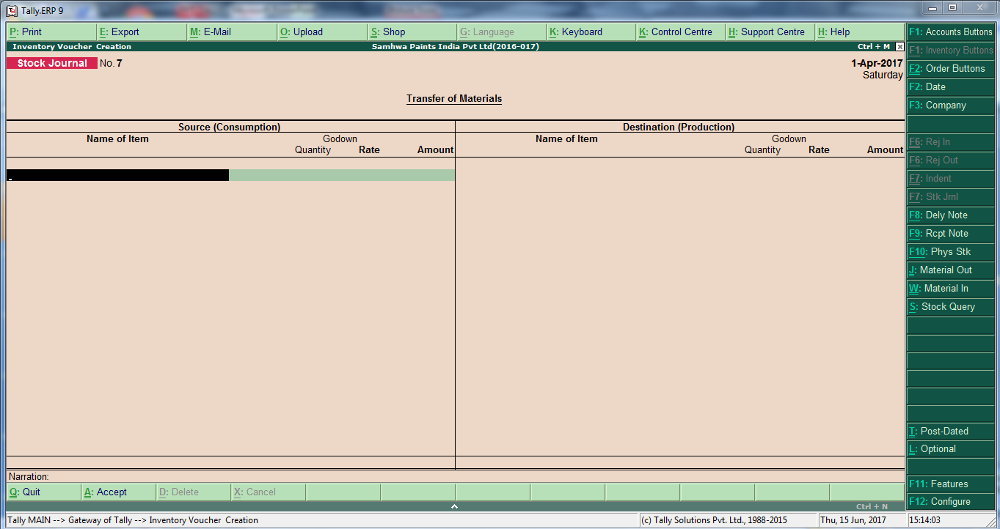 Tally.ERP 9
P: Print E: Export M: E-Mail O: Upload S: Shop G: Language K: Keyboard K: Control Centre H: Support Centre H: Help
Inventory Voucher Creation Samhwa Paints India Pvt Ltd(2016-017) Ctrl + M
Stock Journal No. 7 1-Apr-2017
Saturday
Transfer of Materials
Source (Consumption) Destination (Production)
Name of Item Godown Name of Item Godown
Quantity Rate Amount Quantity Rate Amount
Narration:
Q: Quit A: Accept D: Delete X: Cancel
Ctrl + N
Tally MAIN --> Gateway of Tally --> Inventory Voucher Creation (c) Tally Solutions Pvt. Ltd., 1988-2015 Thu, 15 Jun, 2017 15:14:03
F1: Accounts Buttons
F1: Inventory Buttons
F2: Order Buttons
F2: Date
F3: Company
F6: Rej In
F6: Rej Out
F7: Indent
F7: Stk Jrnl
F8: Dely Note
F9: Rcpt Note
F10: Phys Stk
J: Material Out
W: Material In
S: Stock Query
T: Post-Dated
L: Optional
F11: Features
F12: Configure